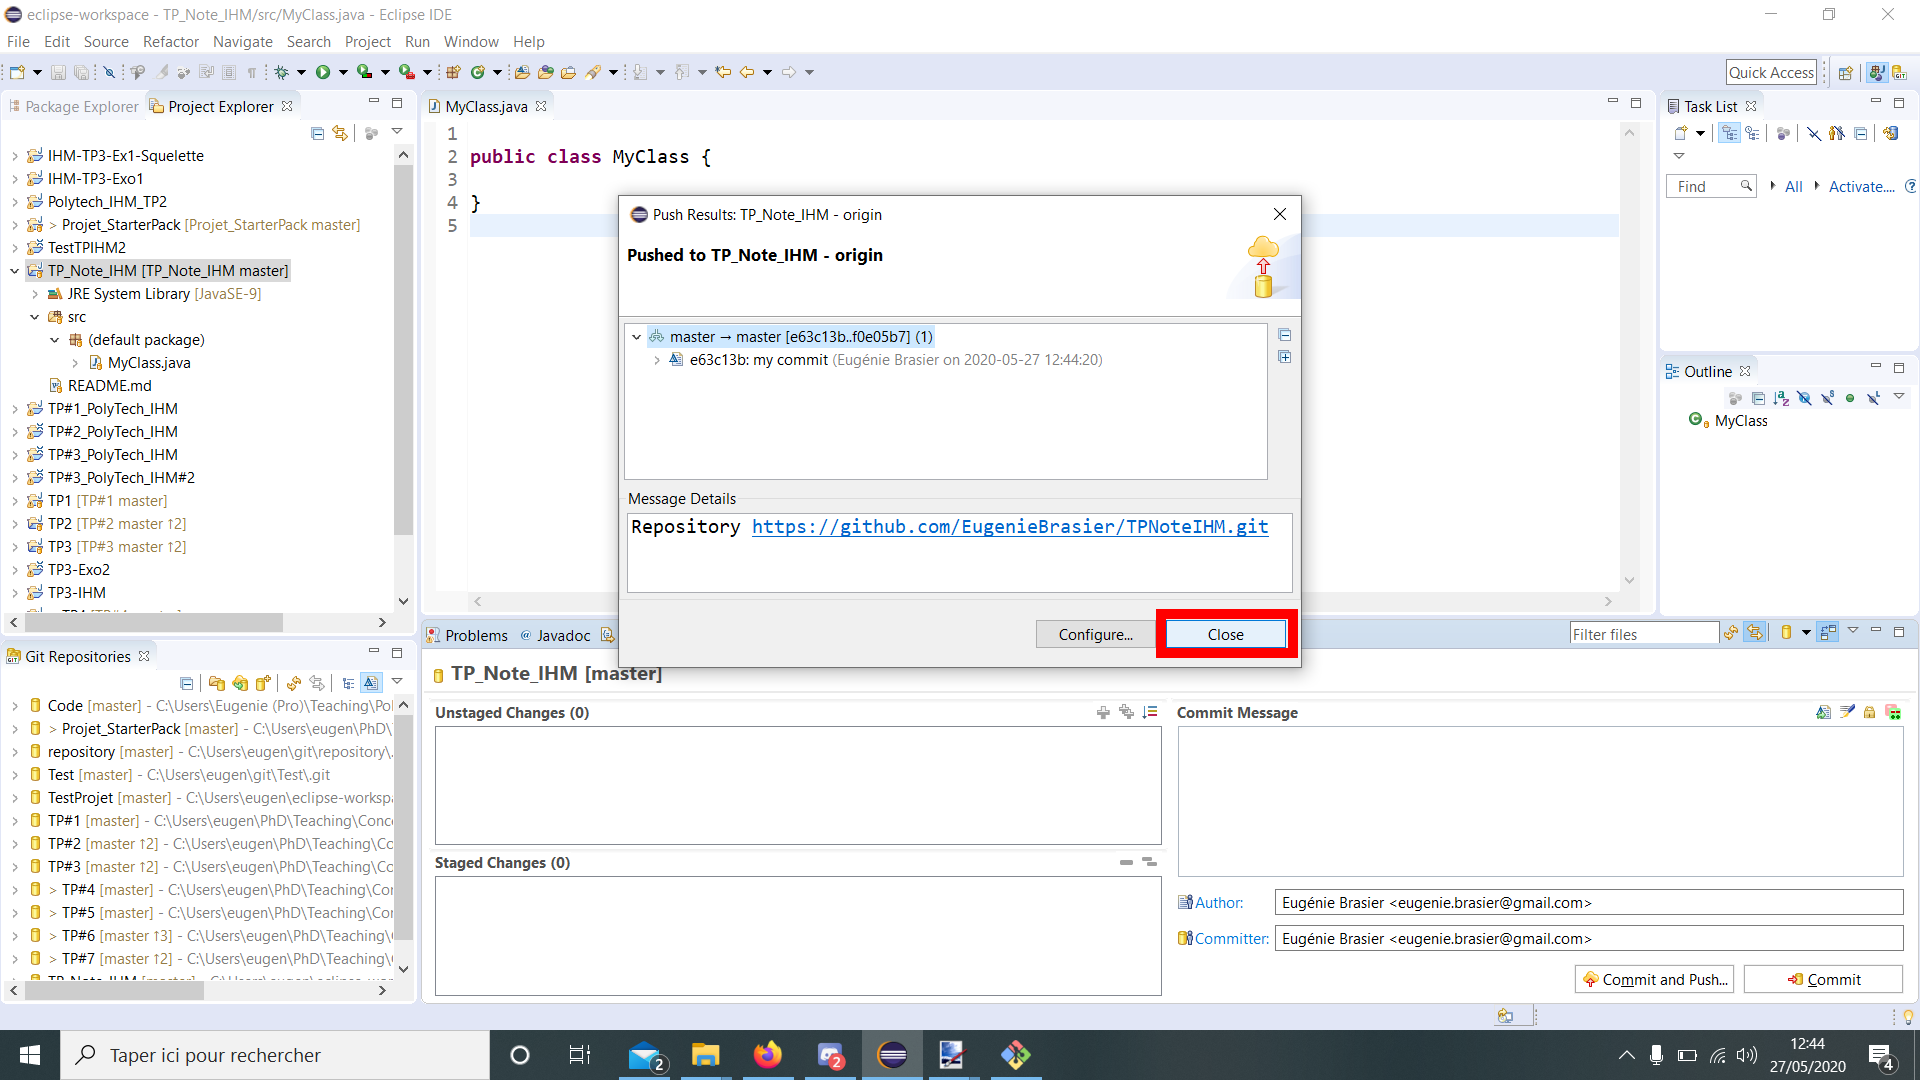 eclipse-workspace - TP_Note_IHM/src/MyClass.java - Eclipse IDE
File Edit Source Refactor Navigate Search Project Run Window Help
Quick Access
Package Explorer Project Explorer
IHM-TP3-Ex1-Squelette
IHM-TP3-Exo1
Polytech_IHM_TP2
> Projet_StarterPack [Projet_StarterPack master]
TestTPIHM2
TP_Note_IHM [TP_Note_IHM master]
JRE System Library [JavaSE-9]
src
(default package)
MyClass.java
README.md
TP#1_PolyTech_IHM
TP#2_PolyTech_IHM
TP#3_PolyTech_IHM
TP#3_PolyTech_IHM#2
TP1 [TP#1 master]
TP2 [TP#2 master ↑2]
TP3 [TP#3 master ↑2]
TP3-Exo2
TP3-IHM
MyClass.java
1
2 public class MyClass {
3
4 }
5
Push Results: TP_Note_IHM - origin
Pushed to TP_Note_IHM - origin
master → master [e63c13b..f0e05b7] (1)
e63c13b: my commit (Eugénie Brasier on 2020-05-27 12:44:20)
Message Details
Repository https://github.com/EugenieBrasier/TPNoteIHM.git
Configure... Close
Task List
Find All Activate...
Outline
MyClass
Git Repositories
Code [master] - C:\Users\Eugenie (Pro)\Teaching\Pol
> Projet_StarterPack [master] - C:\Users\eugen\PhD\
repository [master] - C:\Users\eugen\git\repository\.
Test [master] - C:\Users\eugen\git\Test\.git
TestProjet [master] - C:\Users\eugen\eclipse-workspa
TP#1 [master] - C:\Users\eugen\PhD\Teaching\Conc
TP#2 [master ↑2] - C:\Users\eugen\PhD\Teaching\Co
TP#3 [master ↑2] - C:\Users\eugen\PhD\Teaching\Co
> TP#4 [master] - C:\Users\eugen\PhD\Teaching\Cor
> TP#5 [master] - C:\Users\eugen\PhD\Teaching\Cor
> TP#6 [master ↑3] - C:\Users\eugen\PhD\Teaching\
> TP#7 [master ↑2] - C:\Users\eugen\PhD\Teaching\
Problems @ Javadoc
Filter files
TP_Note_IHM [master]
Unstaged Changes (0)
Staged Changes (0)
Commit Message
Author: Eugénie Brasier <eugenie.brasier@gmail.com>
Committer: Eugénie Brasier <eugenie.brasier@gmail.com>
Commit and Push... Commit
Taper ici pour rechercher
2
2
12:44
27/05/2020
4